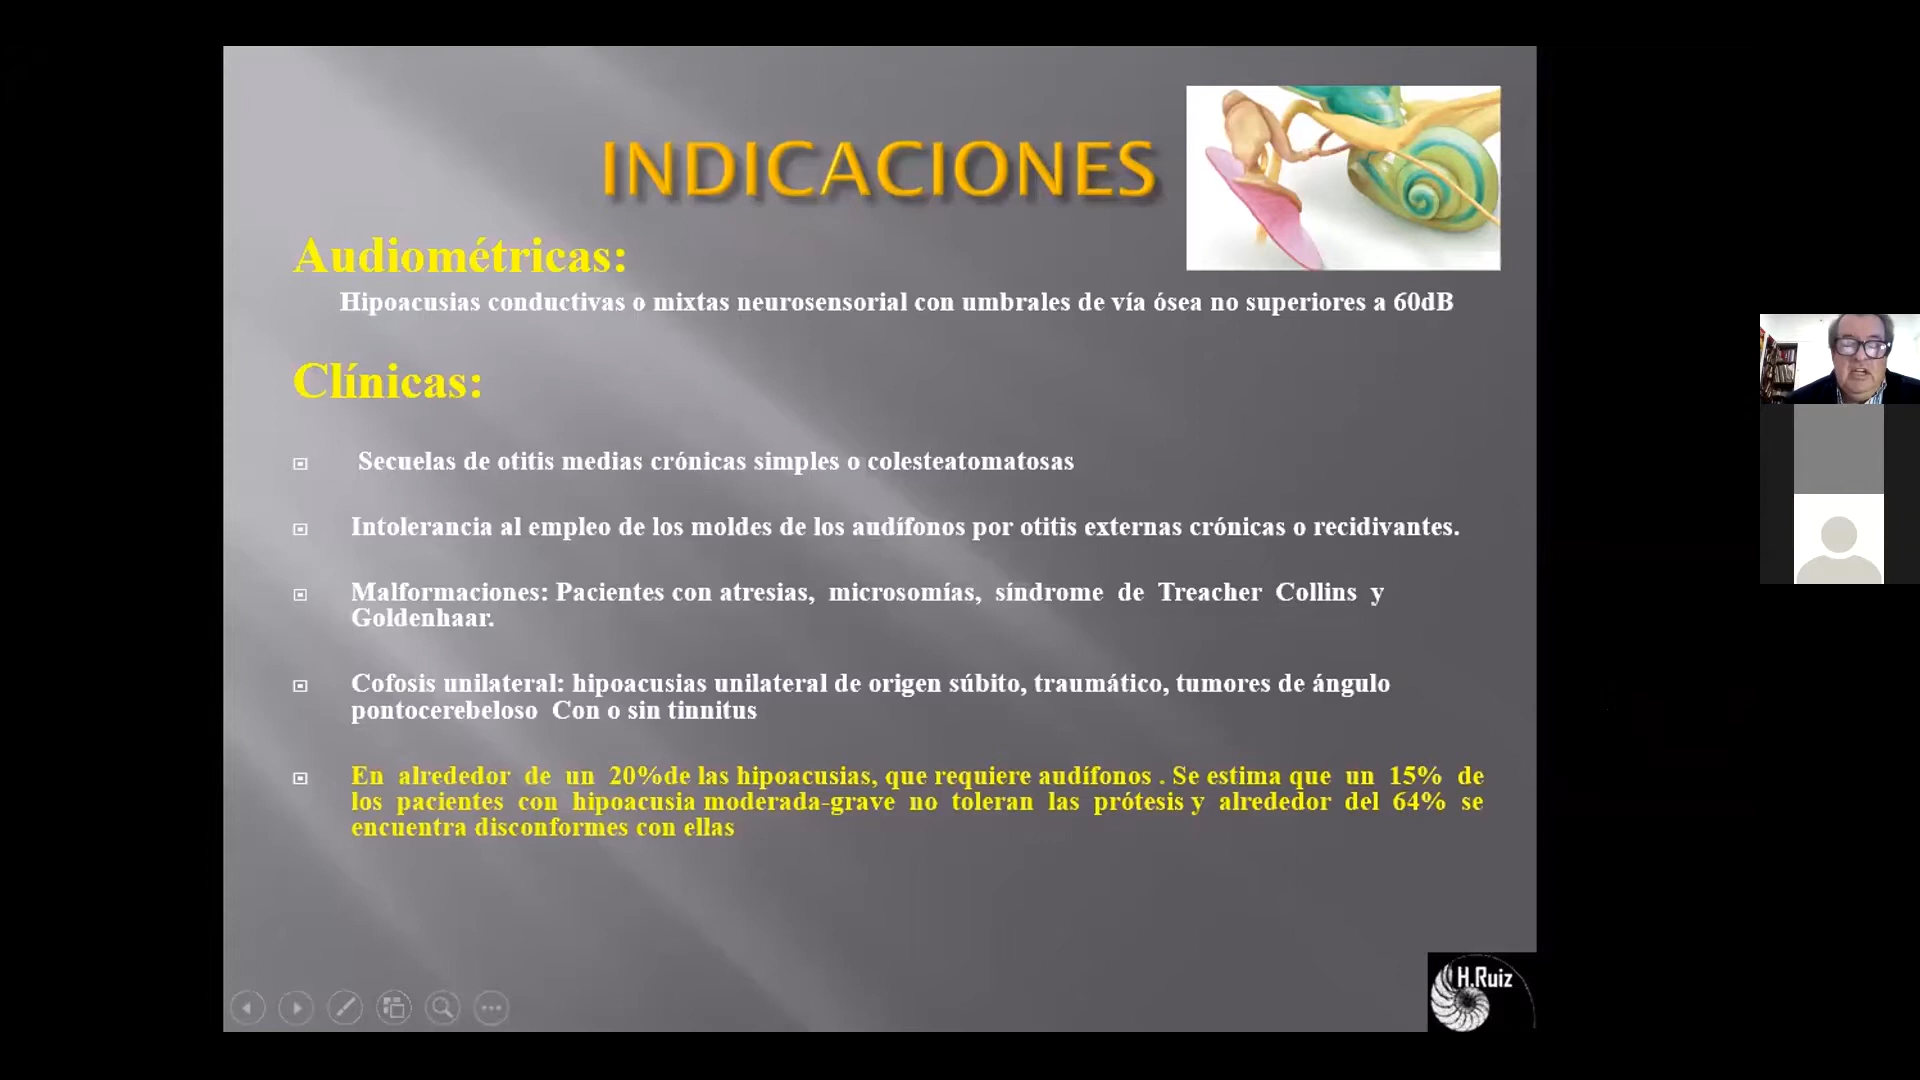 INDICACIONES
Audiométricas:
Hipoacusias conductivas o mixtas neurosensorial con umbrales de vía ósea no superiores a 60dB
Clínicas:
Secuelas de otitis medias crónicas simples o colesteatomatosas
Intolerancia al empleo de los moldes de los audífonos por otitis externas crónicas o recidivantes.
Malformaciones: Pacientes con atresias, microsomías, síndrome de Treacher Collins y
Goldenhaar.
Cofosis unilateral: hipoacusias unilateral de origen súbito, traumático, tumores de ángulo
pontocerebeloso Con o sin tinnitus
En alrededor de un 20%de las hipoacusias, que requiere audífonos . Se estima que un 15% de
los pacientes con hipoacusia moderada-grave no toleran las prótesis y alrededor del 64% se
encuentra disconformes con ellas
H.Ruiz